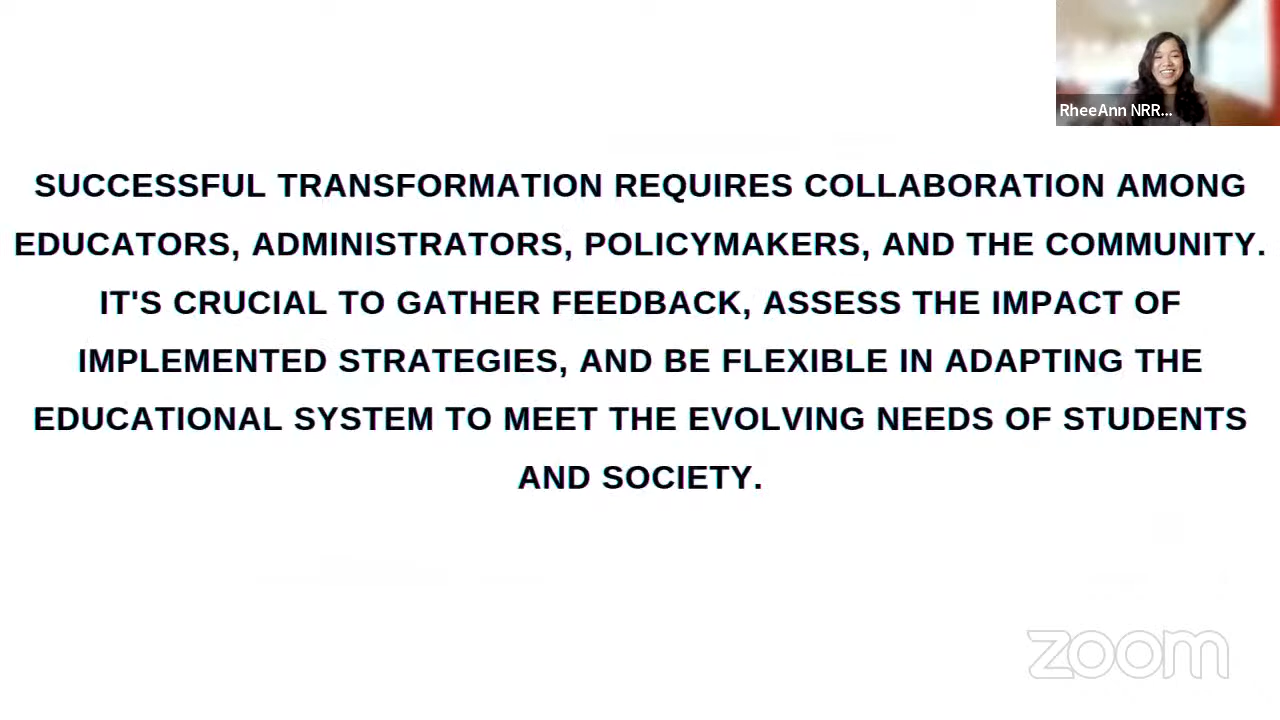 RheeAnn NRR...
SUCCESSFUL TRANSFORMATION REQUIRES COLLABORATION AMONG
EDUCATORS, ADMINISTRATORS, POLICYMAKERS, AND THE COMMUNITY.
IT'S CRUCIAL TO GATHER FEEDBACK, ASSESS THE IMPACT OF
IMPLEMENTED STRATEGIES, AND BE FLEXIBLE IN ADAPTING THE
EDUCATIONAL SYSTEM TO MEET THE EVOLVING NEEDS OF STUDENTS
AND SOCIETY.
zoom